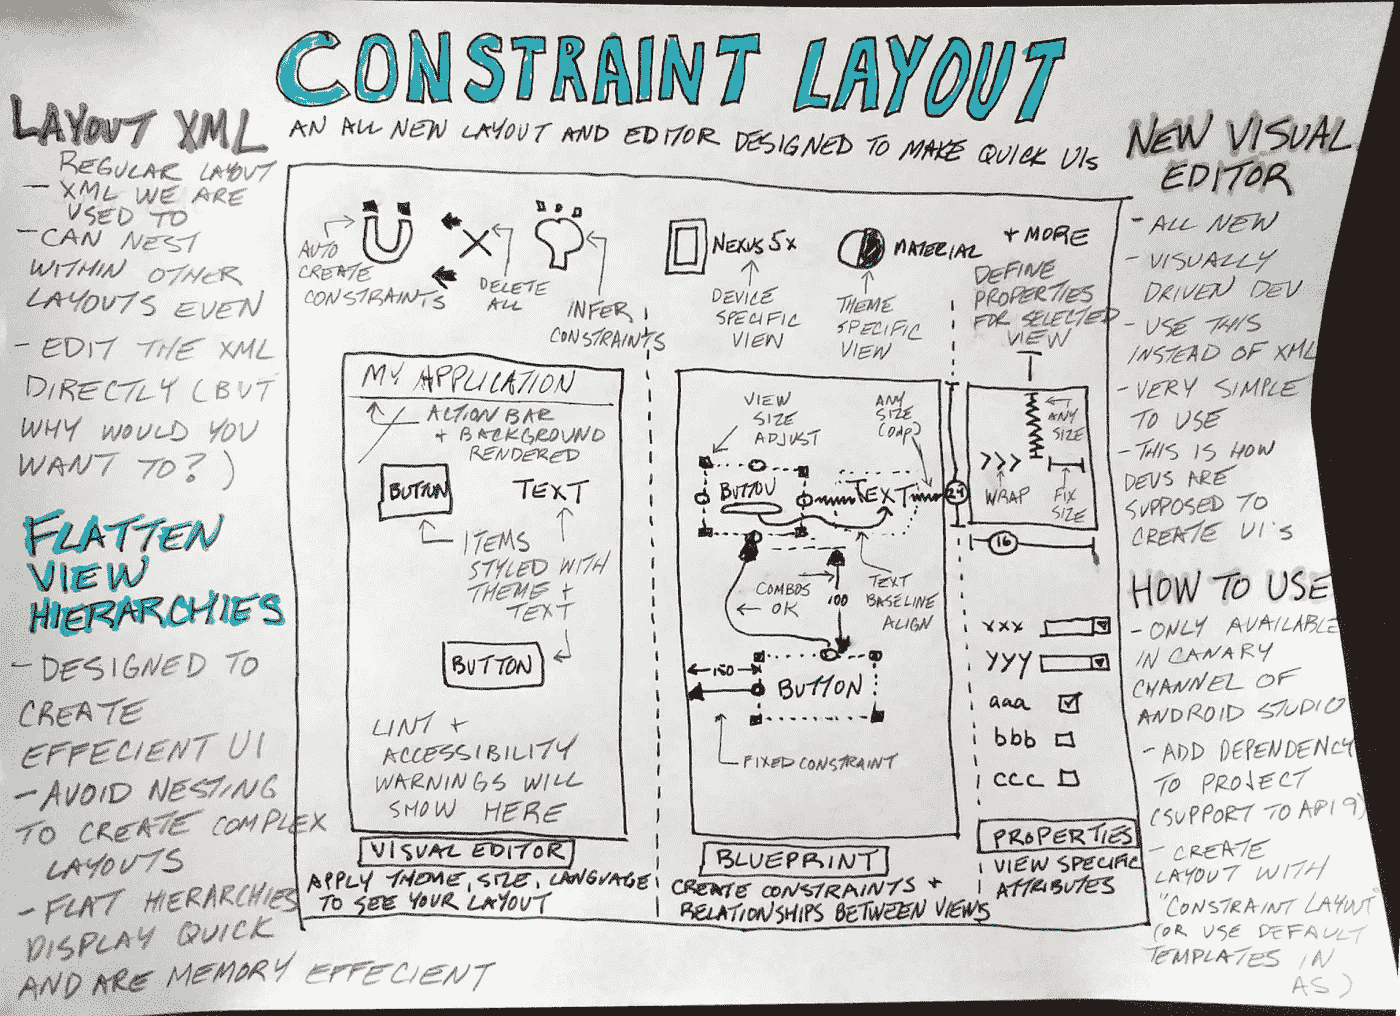 CONSTRAINT LAYOUT
AN ALL NEW LAYOUT AND EDITOR DESIGNED TO MAKE QUICK UIs
LAYOUT XML
REGULAR LAYOUT
- XML WE ARE
USED TO
- CAN NEST
WITHIN OTHER
LAYOUTS EVEN
- EDIT THE XML
DIRECTLY (BUT
WHY WOULD YOU
WANT TO?)
FLATTEN
VIEW
HIERARCHIES
- DESIGNED TO
CREATE
EFFECIENT UI
- AVOID NESTING
TO CREATE COMPLEX
LAYOUTS
- FLAT HIERARCHIES
DISPLAY QUICK
AND ARE MEMORY EFFECIENT
AUTO
CREATE
CONSTRAINTS
DELETE
ALL
INFER
CONSTRAINTS
NEXUS 5x
DEVICE
SPECIFIC
VIEW
MATERIAL
THEME
SPECIFIC
VIEW
+ MORE
DEFINE
PROPERTIES
FOR SELECTED
VIEW
MY APPLICATION
ACTION BAR
+ BACKGROUND
RENDERED
BUTTON
TEXT
ITEMS
STYLED WITH
THEME +
TEXT
BUTTON
LINT +
ACCESSIBILITY
WARNINGS WILL
SHOW HERE
VISUAL EDITOR
APPLY THEME, SIZE, LANGUAGE
TO SEE YOUR LAYOUT
VIEW
SIZE
ADJUST
ANY
SIZE
(0dp)
BUTTON
TEXT
24
COMBOS
OK
100
TEXT
BASELINE
ALIGN
150
BUTTON
FIXED CONSTRAINT
BLUEPRINT
CREATE CONSTRAINTS +
RELATIONSHIPS BETWEEN VIEWS
ANY
SIZE
>>>
WRAP
FIX
SIZE
16
xxx
yyy
aaa
bbb
ccc
PROPERTIES
VIEW SPECIFIC
ATTRIBUTES
NEW VISUAL
EDITOR
- ALL NEW
- VISUALLY
DRIVEN DEV
- USE THIS
INSTEAD OF XML
- VERY SIMPLE
TO USE
- THIS IS HOW
DEVS ARE
SUPPOSED TO
CREATE UI'S
HOW TO USE
- ONLY AVAILABLE
IN CANARY
CHANNEL OF
ANDROID STUDIO
- ADD DEPENDENCY
TO PROJECT
(SUPPORT TO API 9)
- CREATE
LAYOUT WITH
"CONSTRAINT LAYOUT"
(OR USE DEFAULT
TEMPLATES IN
AS)